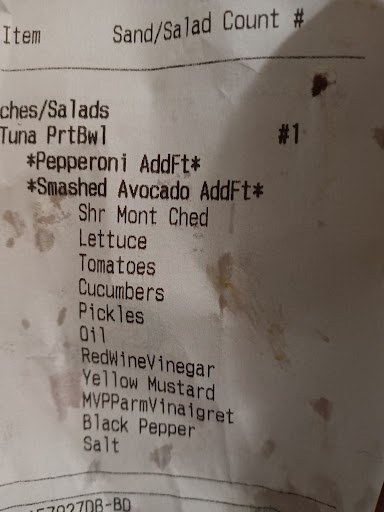 Item Sand/Salad Count #
ches/Salads
Tuna PrtBwl #1
*Pepperoni AddFt*
*Smashed Avocado AddFt*
Shr Mont Ched
Lettuce
Tomatoes
Cucumbers
Pickles
Oil
RedWineVinegar
Yellow Mustard
MVPParmVinaigret
Black Pepper
Salt